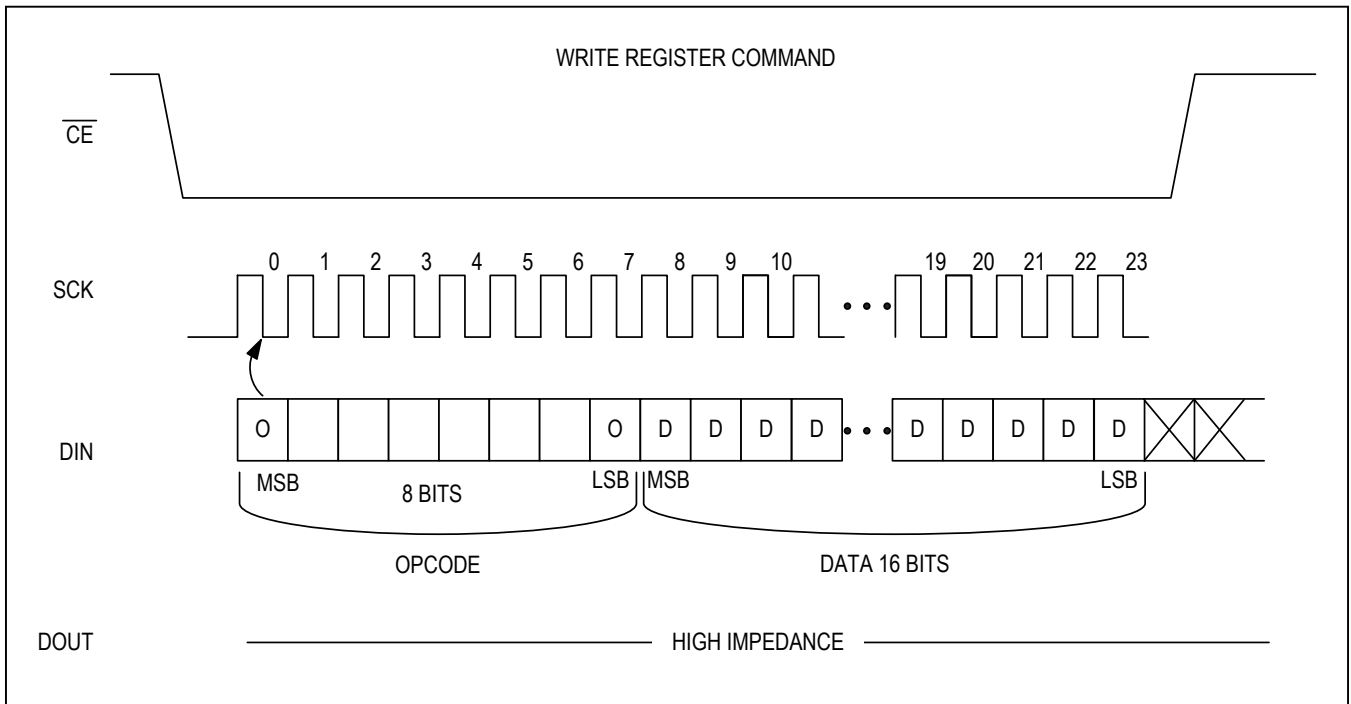 WRITE REGISTER COMMAND
CE
0 1 2 3 4 5 6 7 8 9 10 19 20 21 22 23
SCK
DIN
O O D D D D D D D D D
MSB 8 BITS LSB MSB LSB
OPCODE DATA 16 BITS
DOUT HIGH IMPEDANCE